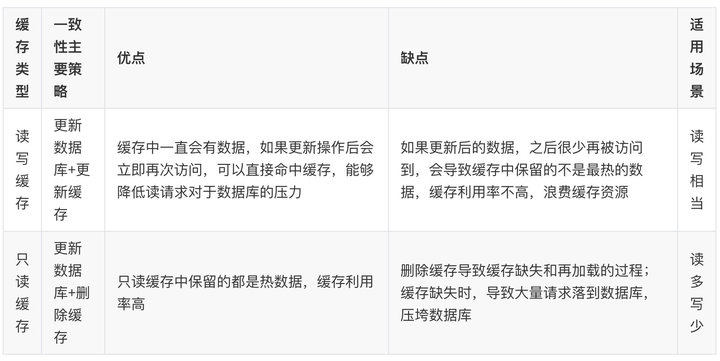 缓存类型
一致性主要策略
优点
缺点
适用场景
读写缓存
更新数据库+更新缓存
缓存中一直会有数据，如果更新操作后会
立即再次访问，可以直接命中缓存，能够
降低读请求对于数据库的压力
如果更新后的数据，之后很少再被访问
到，会导致缓存中保留的不是最热的数
据，缓存利用率不高，浪费缓存资源
读写相当
只读缓存
更新数据库+删除缓存
只读缓存中保留的都是热数据，缓存利用
率高
删除缓存导致缓存缺失和再加载的过程；
缓存缺失时，导致大量请求落到数据库，
压垮数据库
读多写少